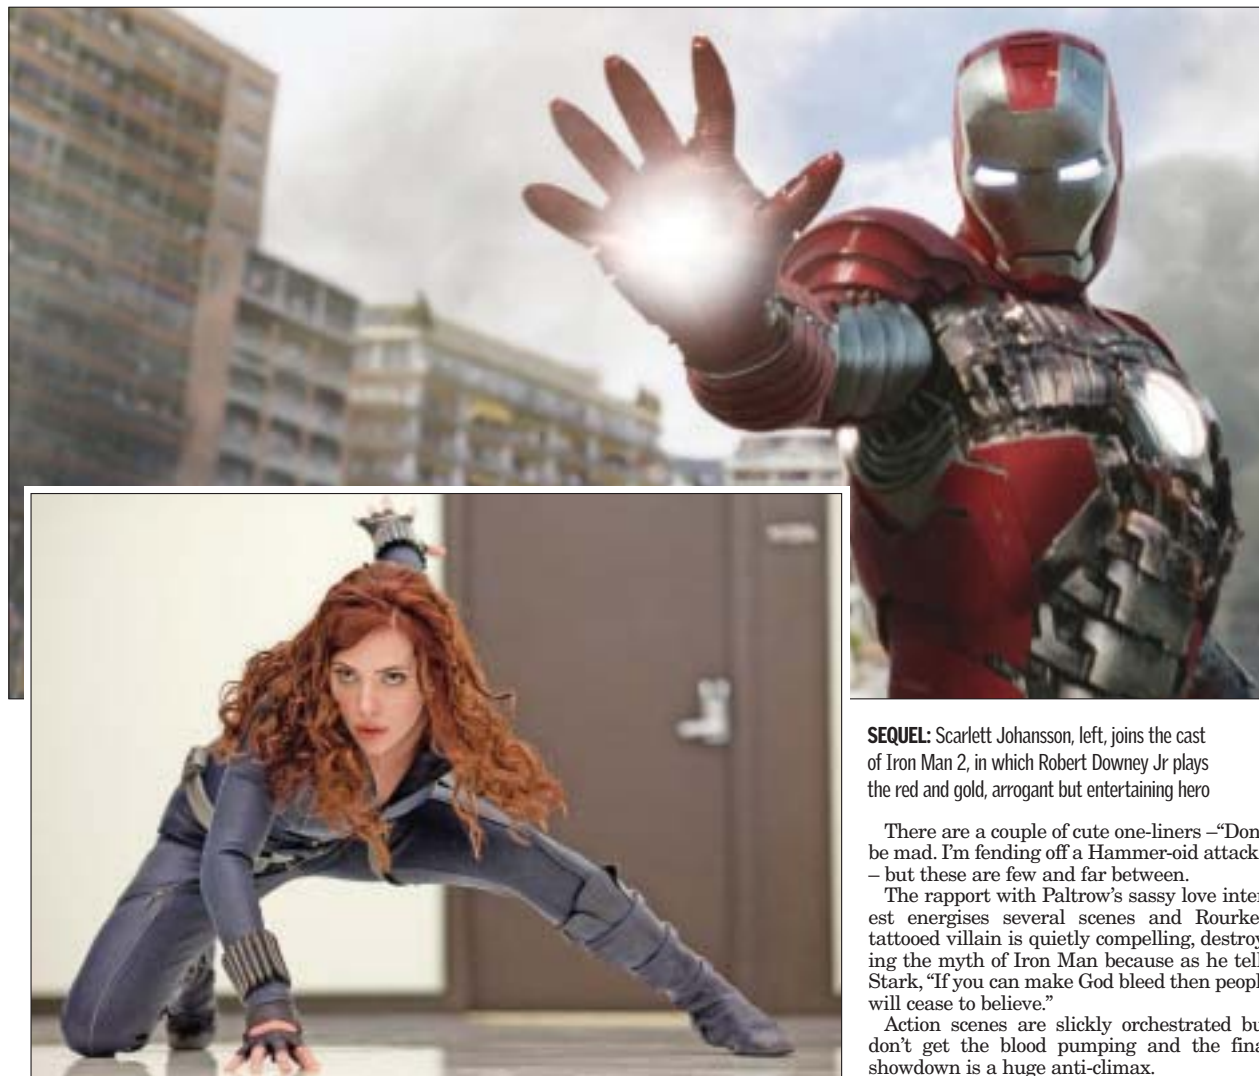 SEQUEL: Scarlett Johansson, left, joins the cast
of Iron Man 2, in which Robert Downey Jr plays
the red and gold, arrogant but entertaining hero
There are a couple of cute one-liners –“Don
be mad. I’m fending off a Hammer-oid attack
– but these are few and far between.
The rapport with Paltrow’s sassy love inter
est energises several scenes and Rourke
tattooed villain is quietly compelling, destroy
ing the myth of Iron Man because as he tell
Stark, “If you can make God bleed then peopl
will cease to believe.”
Action scenes are slickly orchestrated bu
don’t get the blood pumping and the fina
showdown is a huge anti-climax.